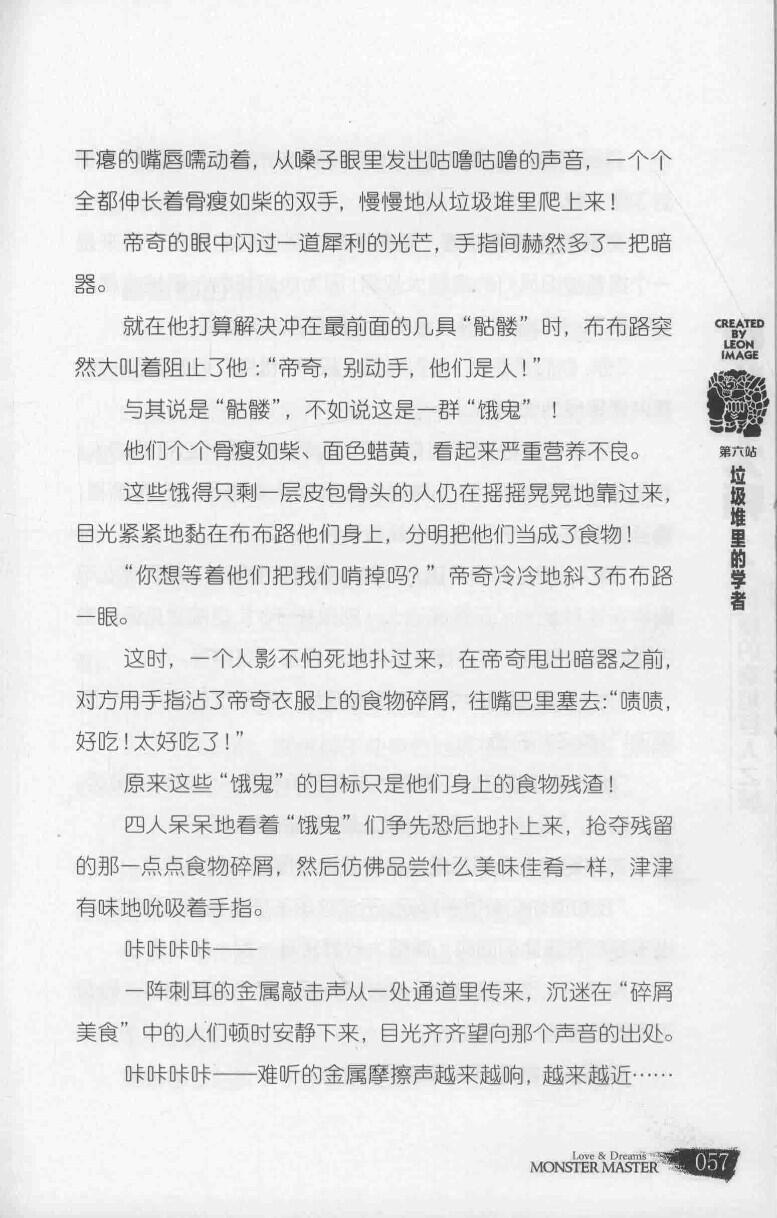 干瘪的嘴唇嚅动着，从嗓子眼里发出咕噜咕噜的声音，一个个
全都伸长着骨瘦如柴的双手，慢慢地从垃圾堆里爬上来！
帝奇的眼中闪过一道犀利的光芒，手指间赫然多了一把暗
器。
就在他打算解决冲在最前面的几具“骷髅”时，布布路突
然大叫着阻止了他：“帝奇，别动手，他们是人！”
与其说是“骷髅”，不如说这是一群“饿鬼”！
他们个个骨瘦如柴、面色蜡黄，看起来严重营养不良。
这些饿得只剩一层皮包骨头的人仍在摇摇晃晃地靠过来，
目光紧紧地黏在布布路他们身上，分明把他们当成了食物！
“你想等着他们把我们啃掉吗？”帝奇冷冷地斜了布布路
一眼。
这时，一个人影不怕死地扑过来，在帝奇甩出暗器之前，
对方用手指沾了帝奇衣服上的食物碎屑，往嘴巴里塞去：“啧啧，
好吃！太好吃了！”
原来这些“饿鬼”的目标只是他们身上的食物残渣！
四人呆呆地看着“饿鬼”们争先恐后地扑上来，抢夺残留
的那一点点食物碎屑，然后仿佛品尝什么美味佳肴一样，津津
有味地吮吸着手指。
咔咔咔咔——
一阵刺耳的金属敲击声从一处通道里传来，沉迷在“碎屑
美食”中的人们顿时安静下来，目光齐齐望向那个声音的出处。
咔咔咔咔——难听的金属摩擦声越来越响，越来越近……
CREATED
BY
LEON
IMAGE
第六站
垃圾堆里的学者
Love & Dreams
MONSTER MASTER
057